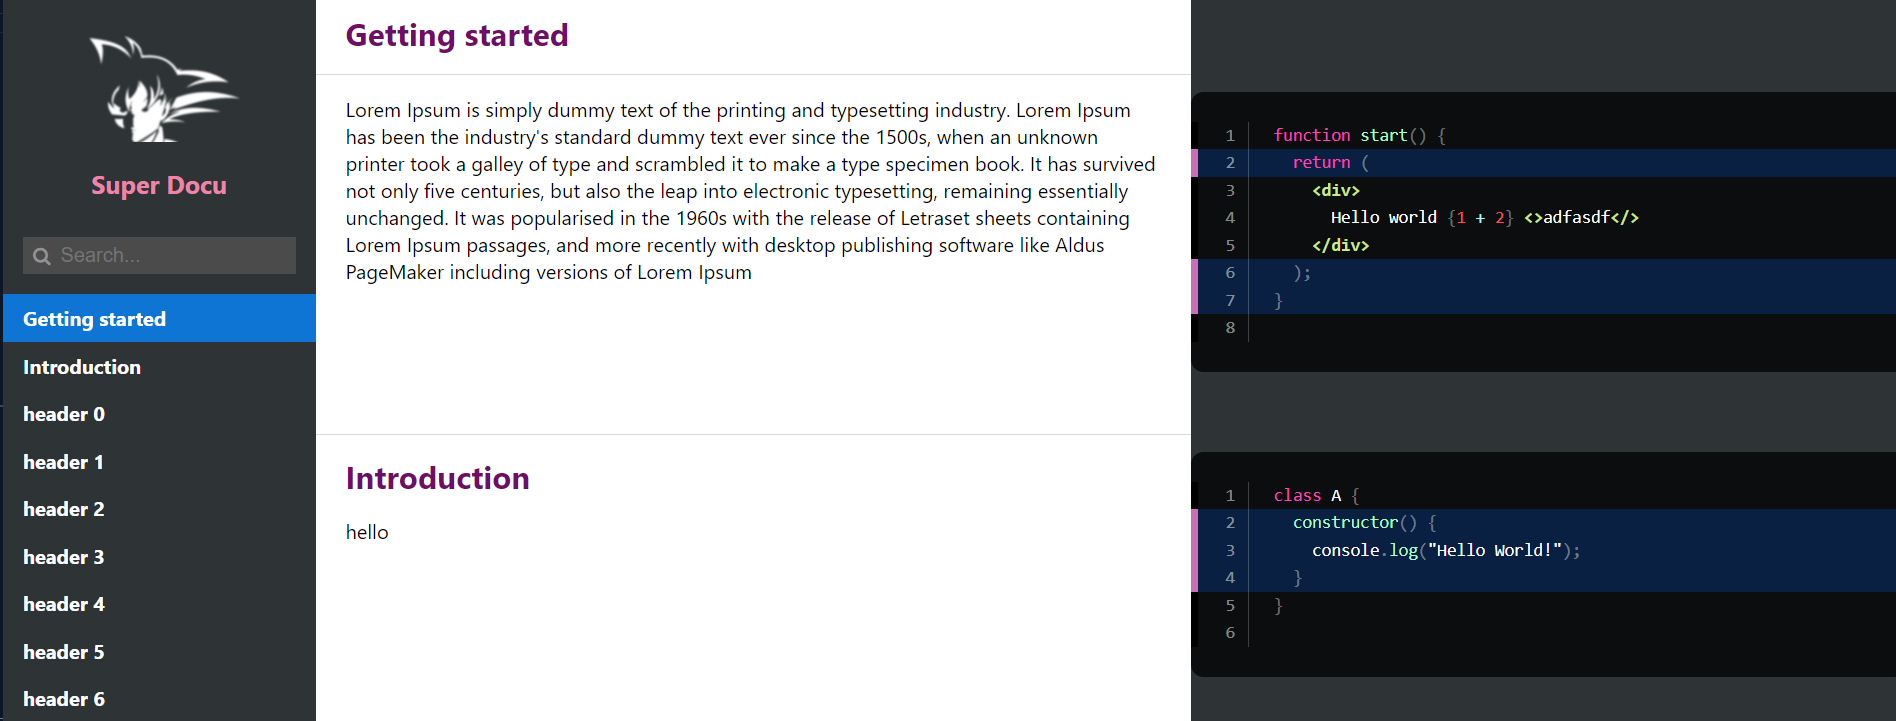 Super Docu
Search...
Getting started
Introduction
header 0
header 1
header 2
header 3
header 4
header 5
header 6
Getting started
Lorem Ipsum is simply dummy text of the printing and typesetting industry. Lorem Ipsum
has been the industry's standard dummy text ever since the 1500s, when an unknown
printer took a galley of type and scrambled it to make a type specimen book. It has survived
not only five centuries, but also the leap into electronic typesetting, remaining essentially
unchanged. It was popularised in the 1960s with the release of Letraset sheets containing
Lorem Ipsum passages, and more recently with desktop publishing software like Aldus
PageMaker including versions of Lorem Ipsum
1 function start() {
2 return (
3 <div>
4 Hello world {1 + 2} <>adfasdf</>
5 </div>
6 );
7 }
8
Introduction
hello
1 class A {
2 constructor() {
3 console.log("Hello World!");
4 }
5 }
6